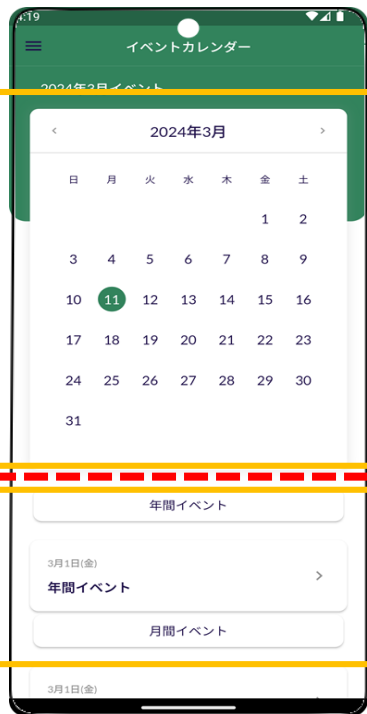 4:19
イベントカレンダー
2024年3月イベント
2024年3月
日 月 火 水 木 金 土
1 2
3 4 5 6 7 8 9
10 11 12 13 14 15 16
17 18 19 20 21 22 23
24 25 26 27 28 29 30
31
年間イベント
3月1日(金)
年間イベント
月間イベント
3月1日(金)